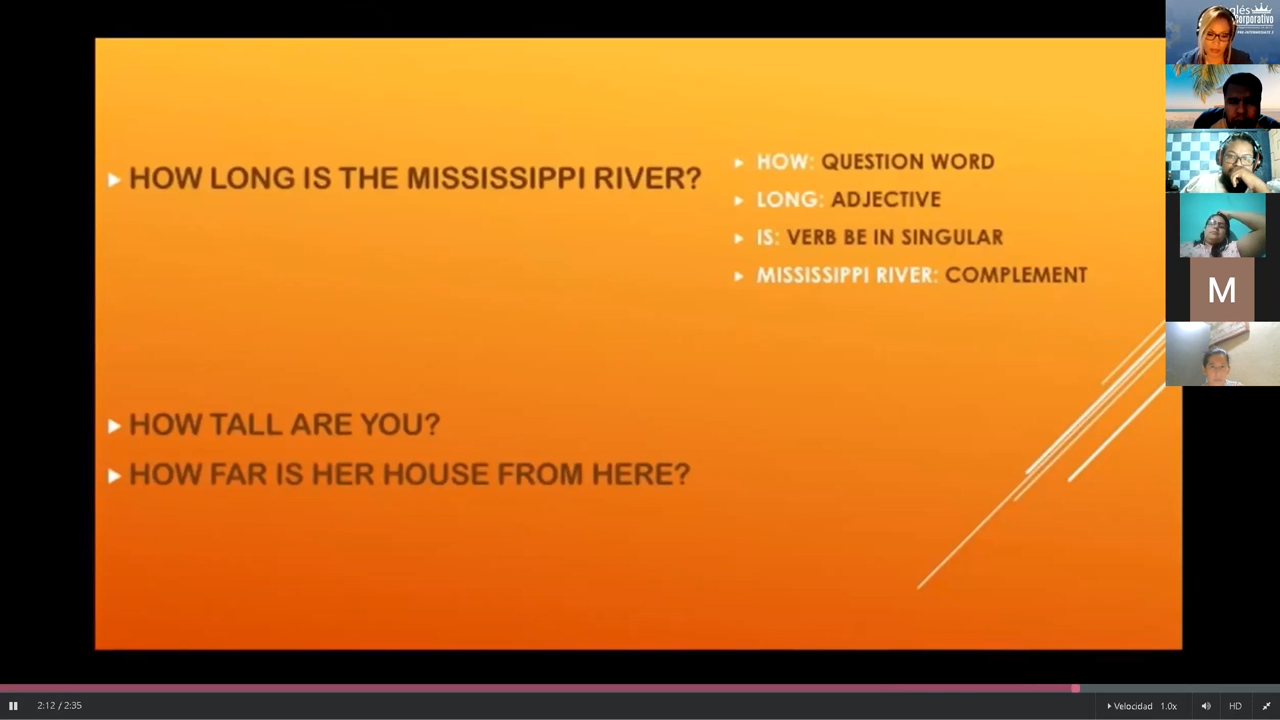 HOW LONG IS THE MISSISSIPPI RIVER?
HOW: QUESTION WORD
LONG: ADJECTIVE
IS: VERB BE IN SINGULAR
MISSISSIPPI RIVER: COMPLEMENT
HOW TALL ARE YOU?
HOW FAR IS HER HOUSE FROM HERE?
Corporativo
M
2:12 / 2:35
Velocidad 1.0x
HD